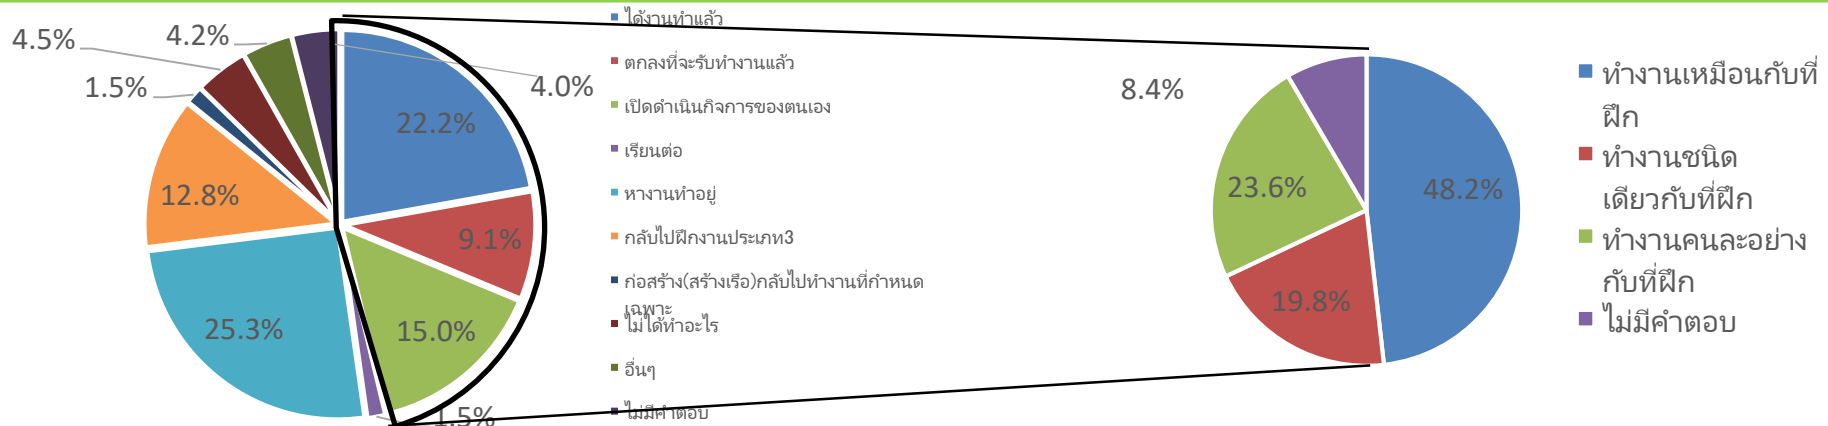 4.5%
4.2%
1.5%
4.0%
22.2%
9.1%
15.0%
1.5%
25.3%
12.8%
ได้งานทำแล้ว
ตกลงที่จะรับทำงานแล้ว
เปิดดำเนินกิจการของตนเอง
เรียนต่อ
หางานทำอยู่
กลับไปฝึกงานประเภท3
ก่อสร้าง(สร้างเรือ)กลับไปทำงานที่กำหนด
เฉพาะ
ไม่ได้ทำอะไร
อื่นๆ
ไม่มีคำตอบ
8.4%
48.2%
23.6%
19.8%
ทำงานเหมือนกับที่
ฝึก
ทำงานชนิด
เดียวกับที่ฝึก
ทำงานคนละอย่าง
กับที่ฝึก
ไม่มีคำตอบ